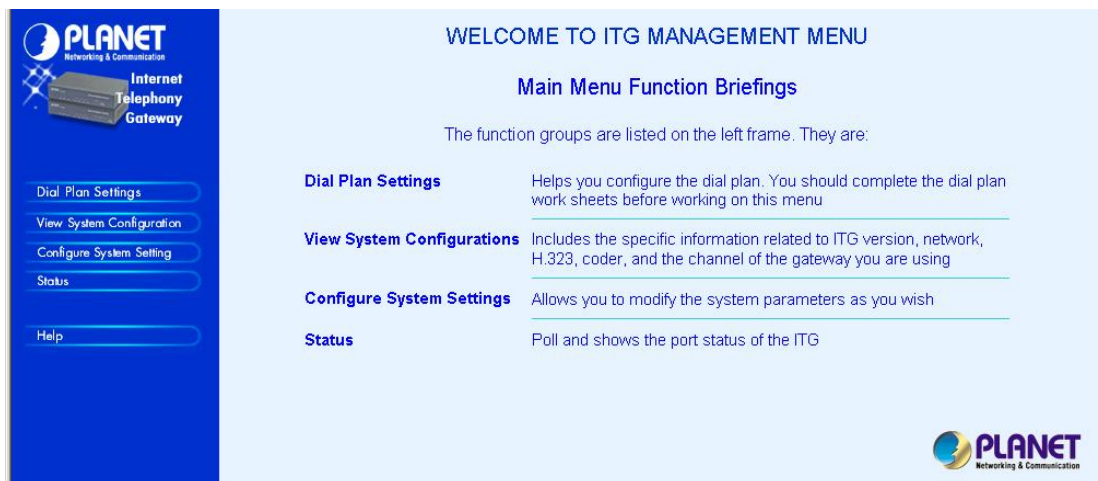 PLANET
Networking & Communication
Internet
Telephony
Gateway
Dial Plan Settings
View System Configuration
Configure System Setting
Status
Help
WELCOME TO ITG MANAGEMENT MENU
Main Menu Function Briefings
The function groups are listed on the left frame. They are:
Dial Plan Settings
Helps you configure the dial plan. You should complete the dial plan
work sheets before working on this menu
View System Configurations
Includes the specific information related to ITG version, network,
H.323, coder, and the channel of the gateway you are using
Configure System Settings
Allows you to modify the system parameters as you wish
Status
Poll and shows the port status of the ITG
PLANET
Networking & Communication